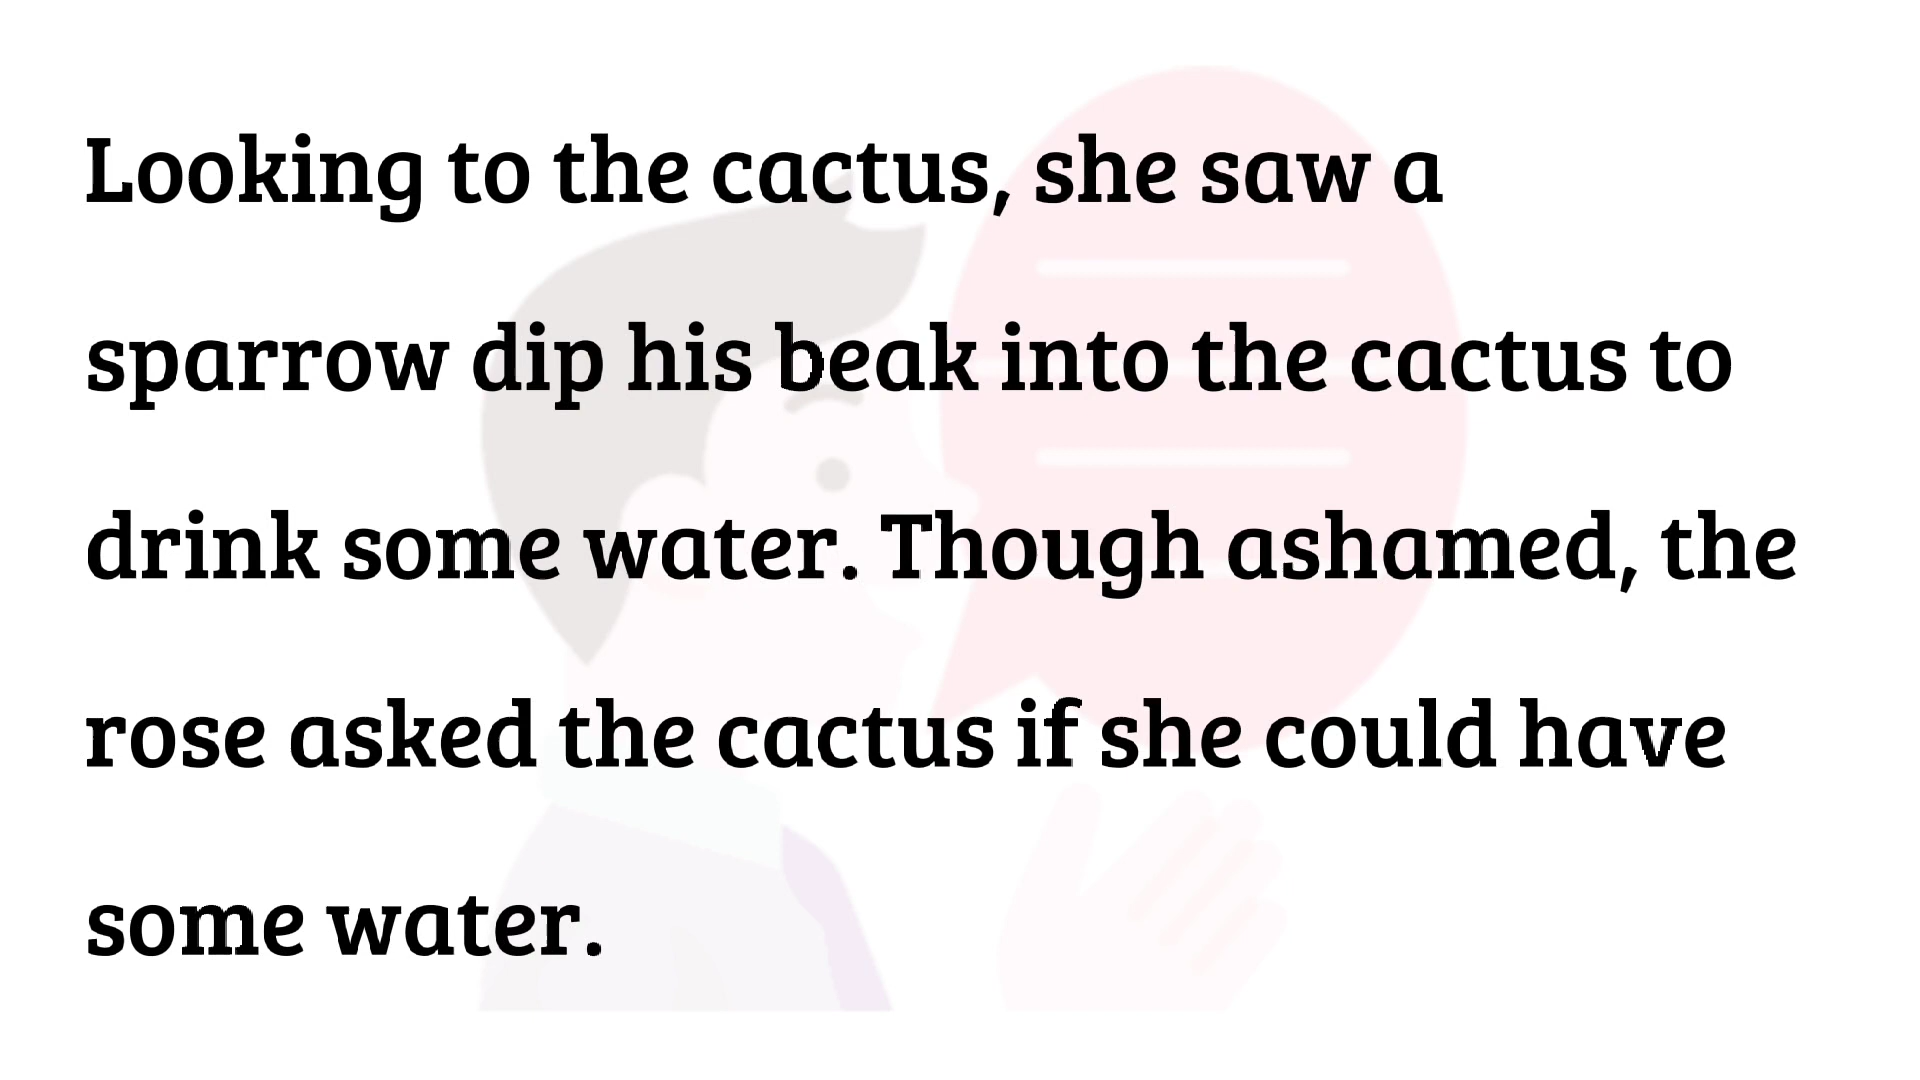 Looking to the cactus, she saw a
sparrow dip his beak into the cactus to
drink some water. Though ashamed, the
rose asked the cactus if she could have
some water.